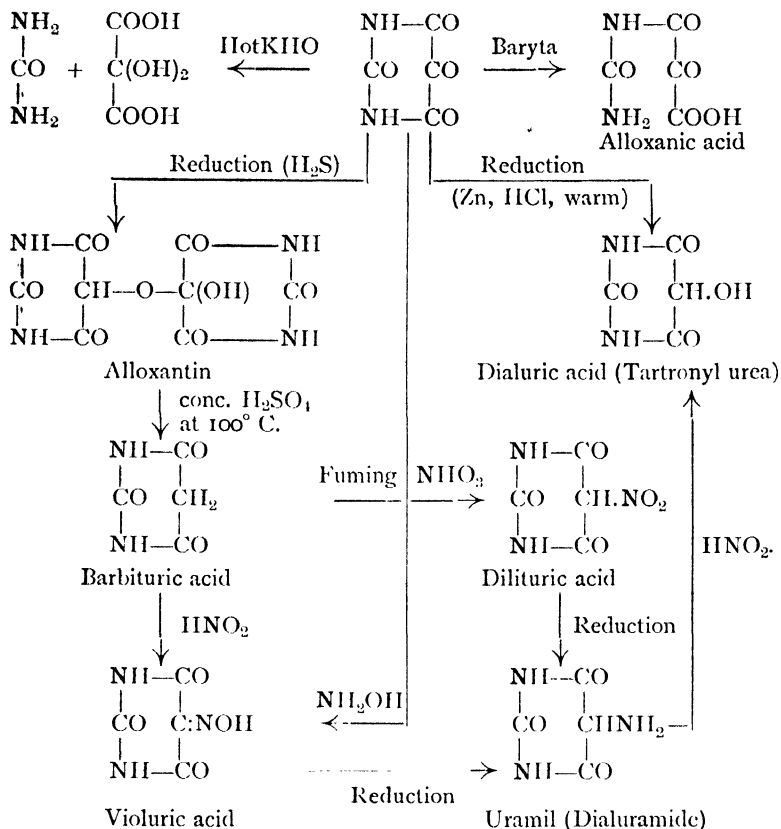 NH₂ COOH NH—CO NH—CO
HotKHO Baryta
CO + C(OH)₂ CO CO CO CO
NH₂ COOH NH—CO NH₂ COOH
Alloxanic acid
Reduction (H₂S) Reduction
(Zn, HCl, warm)
NH—CO CO———NH NH—CO
CO CH—O—C(OH) CO CO CH.OH
NH—CO CO———NH NH—CO
Alloxantin Dialuric acid (Tartronyl urea)
conc. H₂SO₄
at 100° C.
NH—CO NH—CO
Fuming NHO₃
CO CH₂ CO CH.NO₂
NH—CO NH—CO
HNO₂.
Barbituric acid Dilituric acid
HNO₂ Reduction
NH—CO NH—CO
NH₂OH
CO C:NOH CO CHNH₂—
NH—CO NH—CO
Reduction
Violuric acid Uramil (Dialuramide)